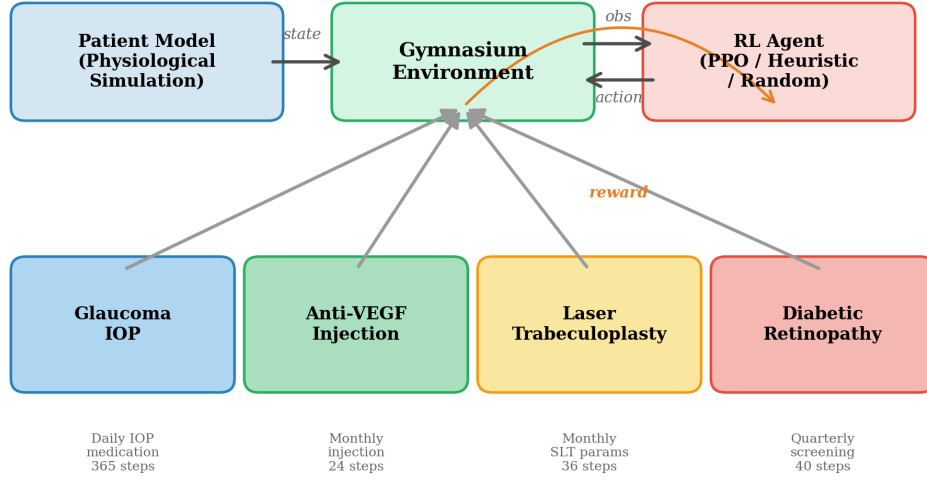 Patient Model
(Physiological
Simulation)
state
Gymnasium
Environment
obs
action
RL Agent
(PPO / Heuristic
/ Random)
reward
Glaucoma
IOP
Anti-VEGF
Injection
Laser
Trabeculoplasty
Diabetic
Retinopathy
Daily IOP
medication
365 steps
Monthly
injection
24 steps
Monthly
SLT params
36 steps
Quarterly
screening
40 steps